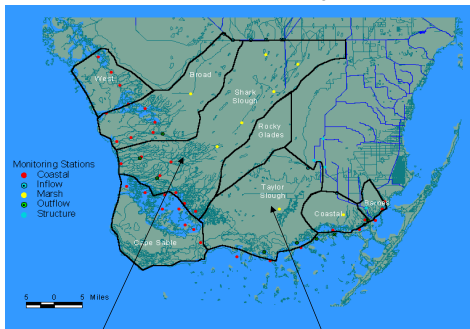 West
Broad
Shark
Slough
Rocky
Glades
Taylor
Slough
Coastal
Barnes
Cape Sable
Monitoring Stations
Coastal
Inflow
Marsh
Outflow
Structure
5 0 5 Miles